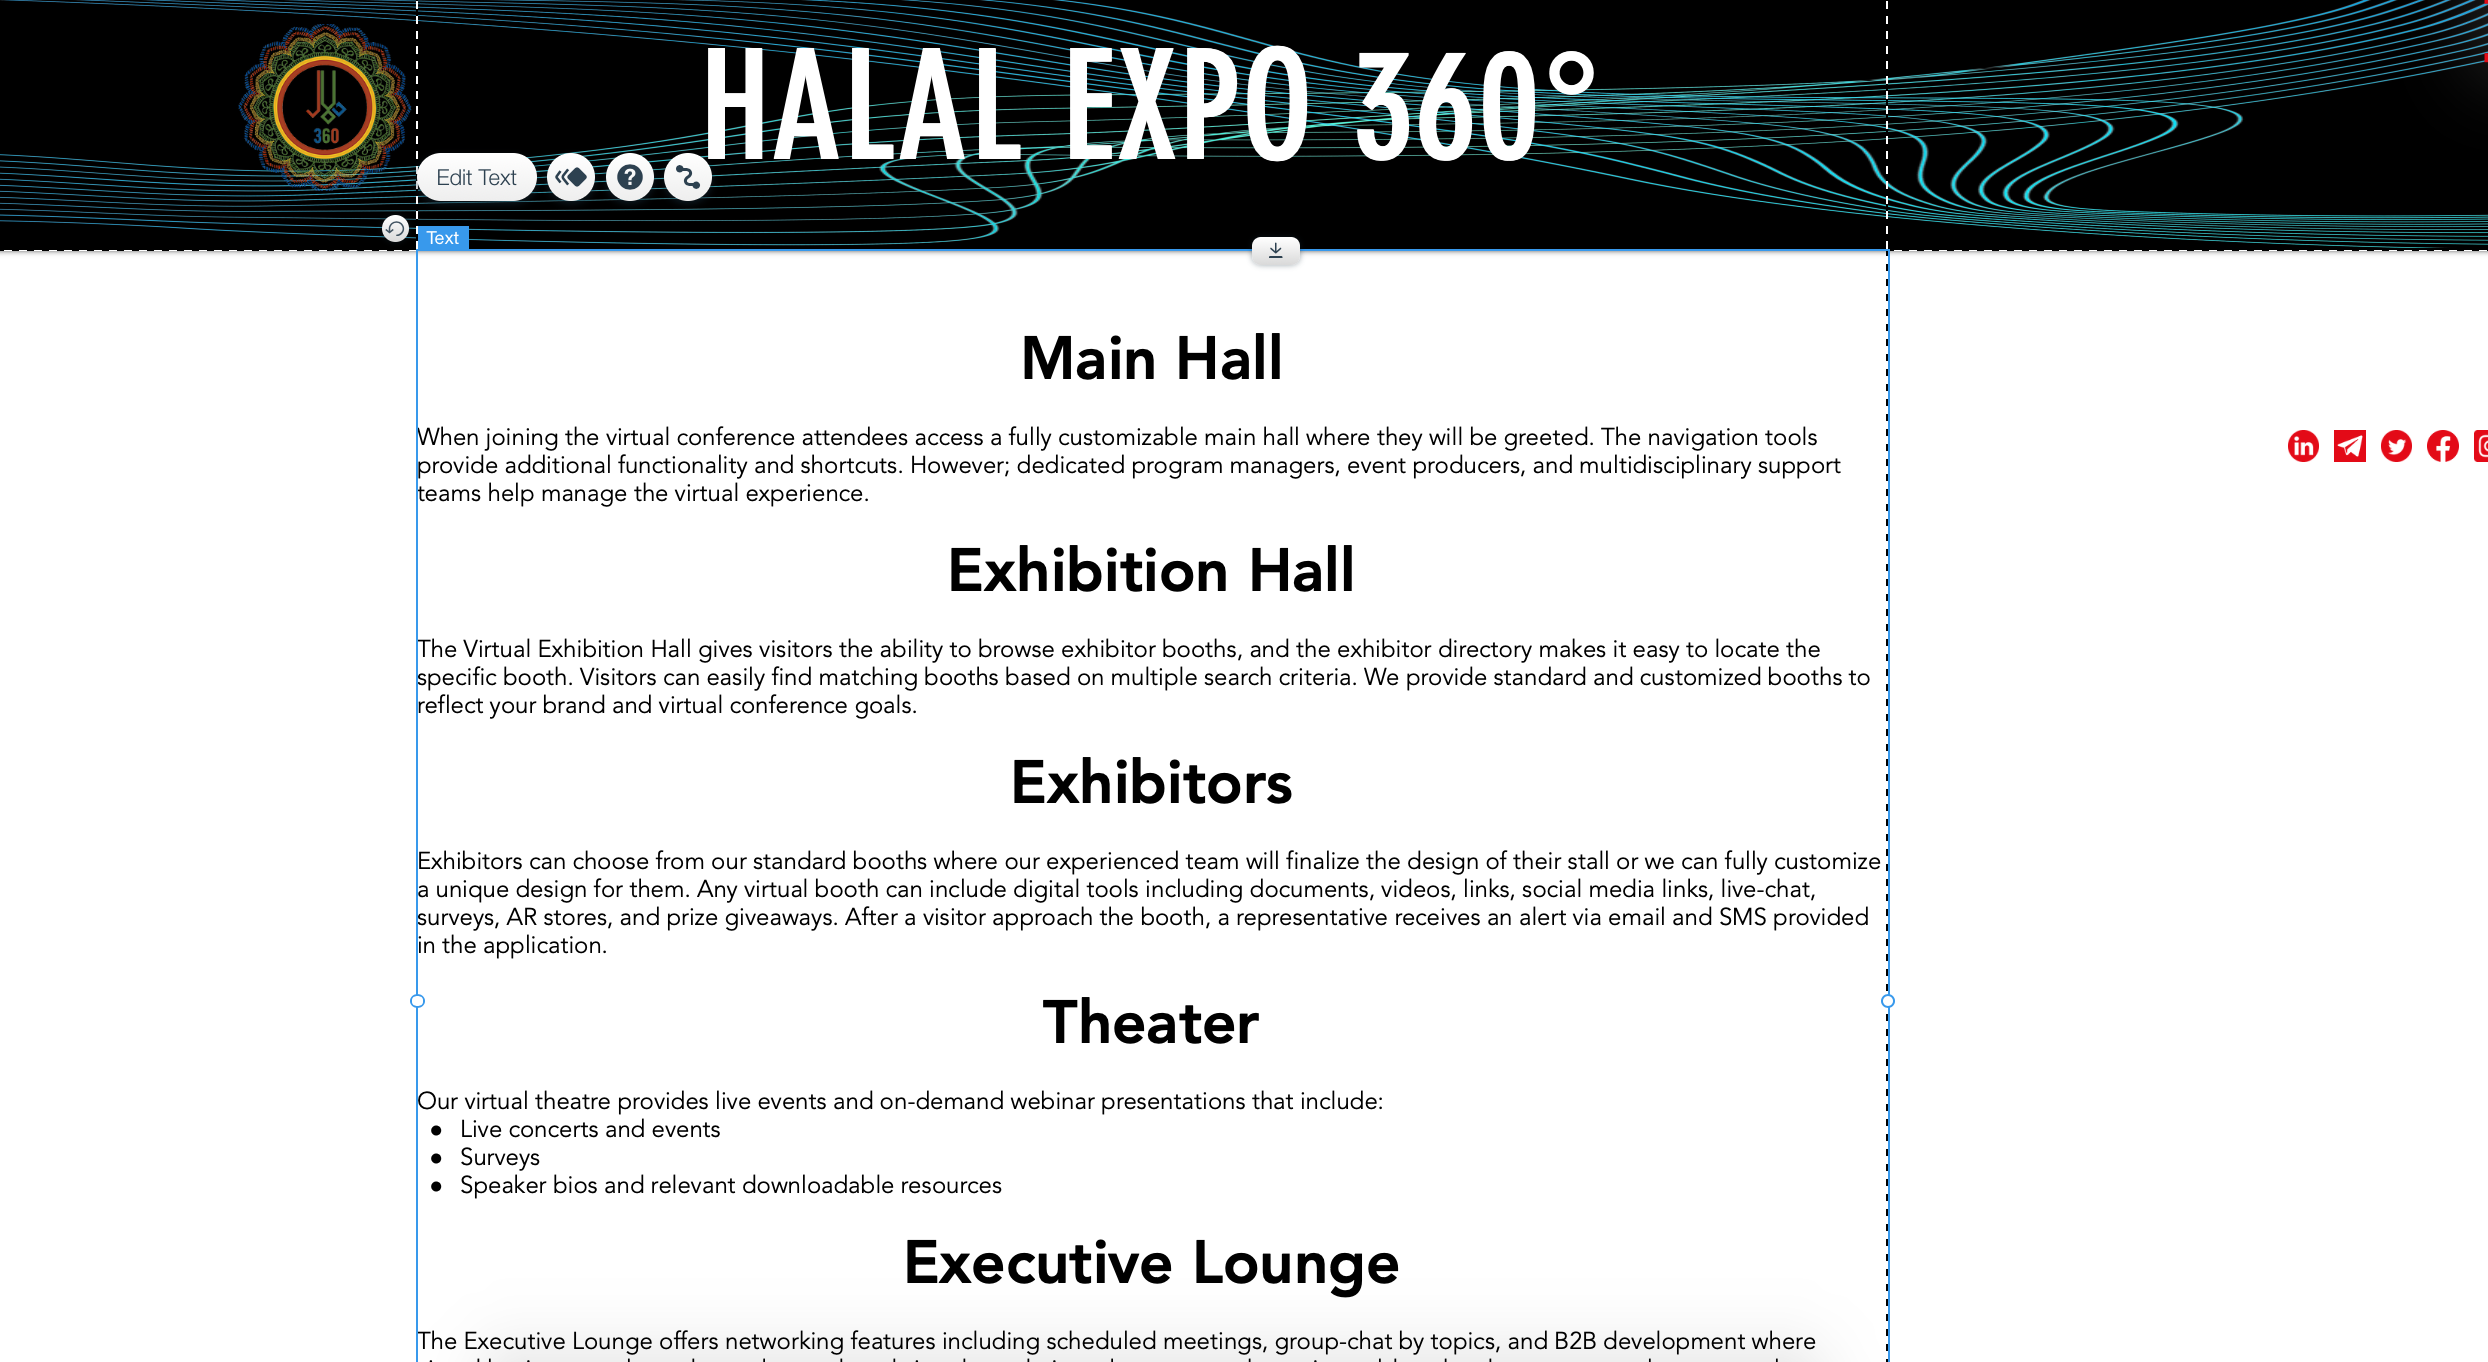 HALAL EXPO 360°
360
Edit Text
Text
Main Hall
When joining the virtual conference attendees access a fully customizable main hall where they will be greeted. The navigation tools
provide additional functionality and shortcuts. However; dedicated program managers, event producers, and multidisciplinary support
teams help manage the virtual experience.
Exhibition Hall
The Virtual Exhibition Hall gives visitors the ability to browse exhibitor booths, and the exhibitor directory makes it easy to locate the
specific booth. Visitors can easily find matching booths based on multiple search criteria. We provide standard and customized booths to
reflect your brand and virtual conference goals.
Exhibitors
Exhibitors can choose from our standard booths where our experienced team will finalize the design of their stall or we can fully customize
a unique design for them. Any virtual booth can include digital tools including documents, videos, links, social media links, live-chat,
surveys, AR stores, and prize giveaways. After a visitor approach the booth, a representative receives an alert via email and SMS provided
in the application.
Theater
Our virtual theatre provides live events and on-demand webinar presentations that include:
● Live concerts and events
● Surveys
● Speaker bios and relevant downloadable resources
Executive Lounge
The Executive Lounge offers networking features including scheduled meetings, group-chat by topics, and B2B development where